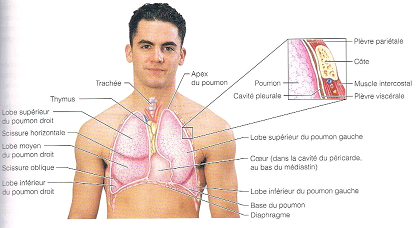 Plèvre pariétale
Côte
Apex
du poumon
Trachée
Poumon
Muscle intercostal
Cavité pleurale
Plèvre viscérale
Thymus
Lobe supérieur
du poumon droit
Scissure horizontale
Lobe supérieur du poumon gauche
Lobe moyen
du poumon droit
Cœur (dans la cavité du péricarde,
au bas du médiastin)
Scissure oblique
Lobe inférieur
du poumon droit
Lobe inférieur du poumon gauche
Base du poumon
Diaphragme